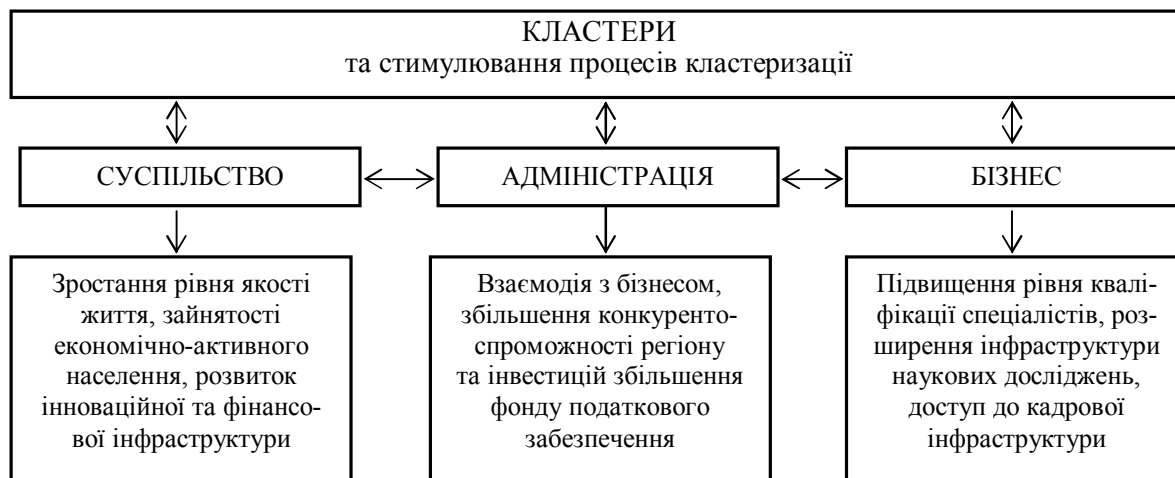 КЛАСТЕРИ
та стимулювання процесів кластеризації
СУСПІЛЬСТВО
АДМІНІСТРАЦІЯ
БІЗНЕС
Зростання рівня якості
життя, зайнятості
економічно-активного
населення, розвиток
інноваційної та фінансо-
вої інфраструктури
Взаємодія з бізнесом,
збільшення конкуренто-
спроможності регіону
та інвестицій збільшення
фонду податкового
забезпечення
Підвищення рівня квалі-
фікації спеціалістів, роз-
ширення інфраструктури
наукових досліджень,
доступ до кадрової
інфраструктури